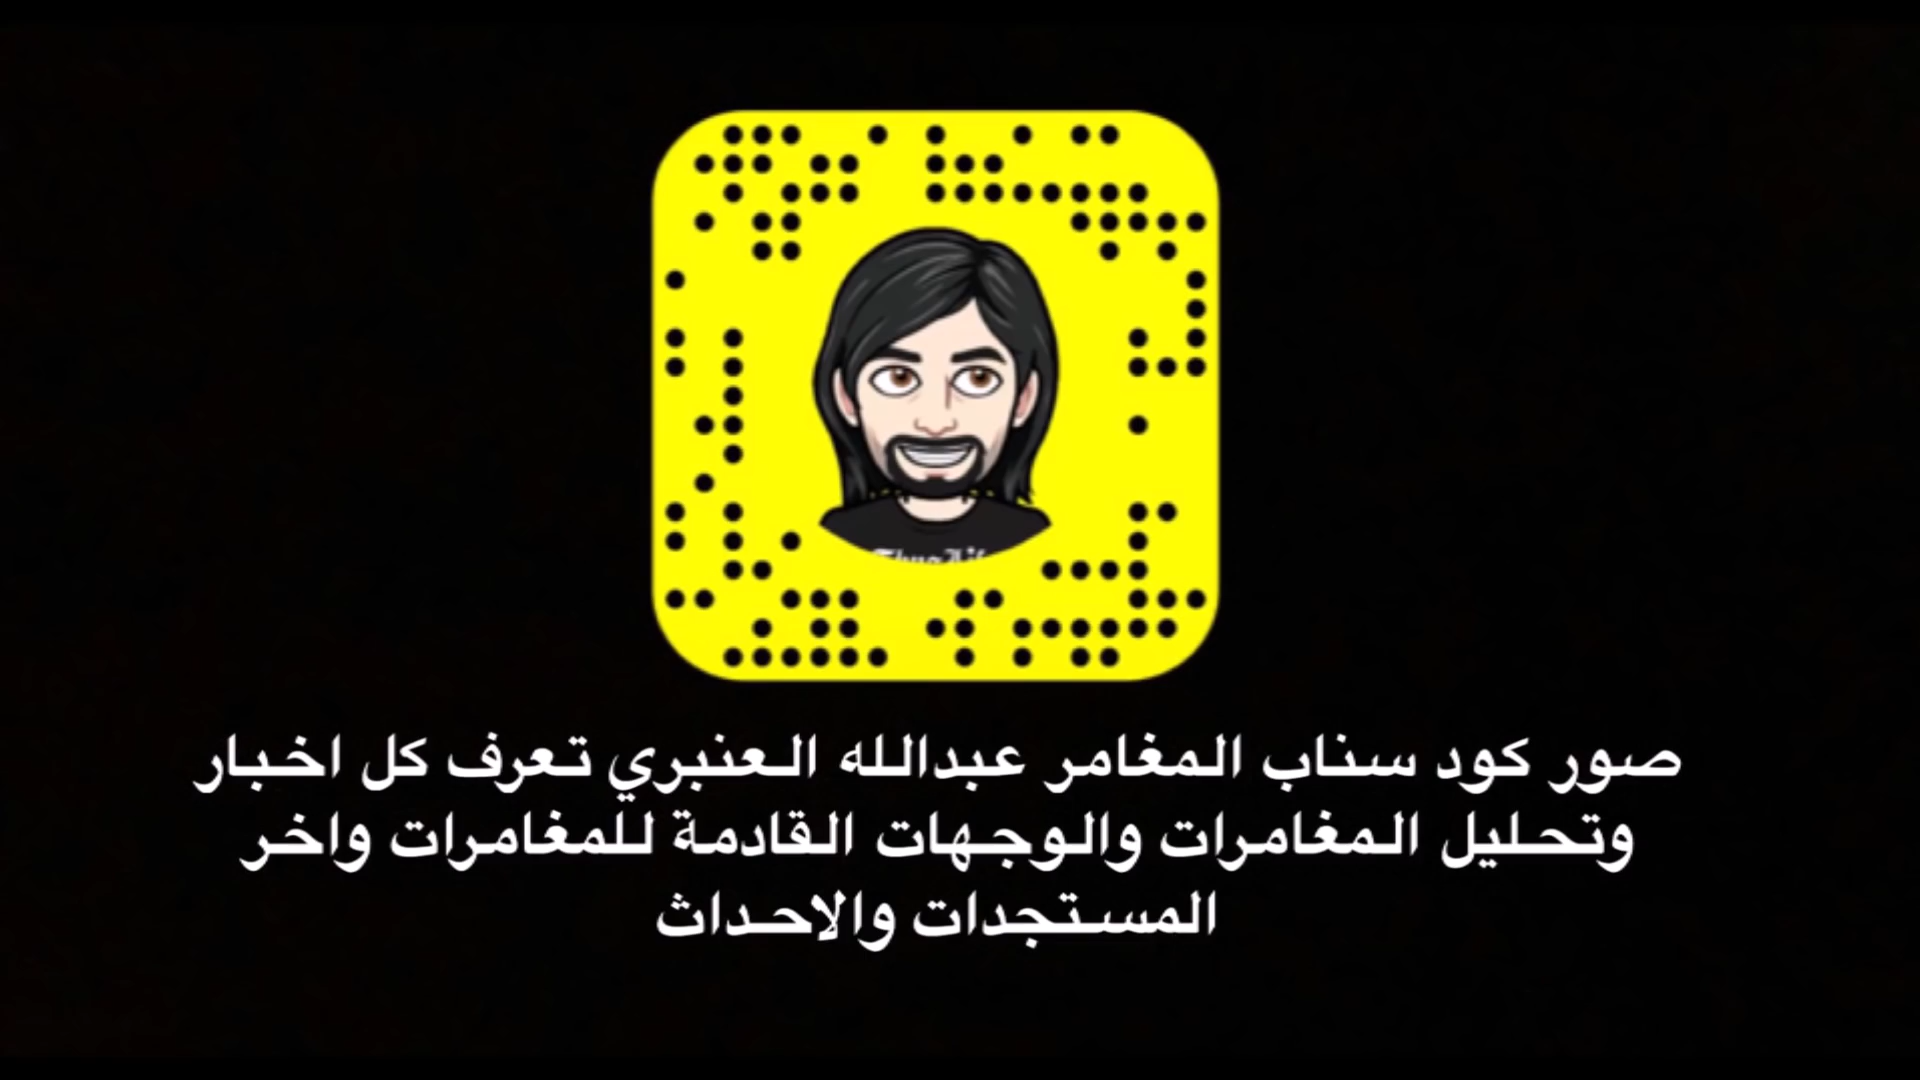 صور كود سناب المغامر عبدالله العنبري تعرف كل اخبار
وتحليل المغامرات والوجهات القادمة للمغامرات واخر
المستجدات والاحداث